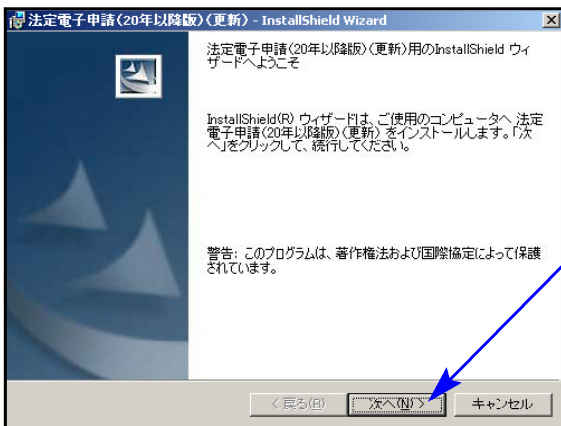 法定電子申請(20年以降版)(更新) - InstallShield Wizard
法定電子申請(20年以降版)(更新)用のInstallShield ウィ
ザードへようこそ
InstallShield(R) ウィザードは、ご使用のコンピュータへ 法定
電子申請(20年以降版)(更新) をインストールします。「次
へ」をクリックして、続行してください。
警告: このプログラムは、著作権法および国際協定によって保護
されています。
< 戻る(B)
次へ(N) >
キャンセル